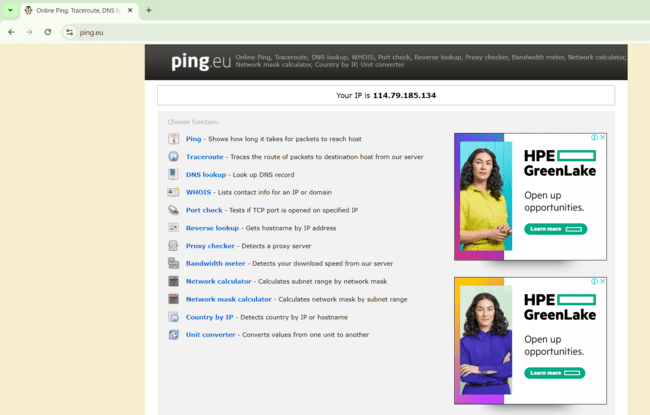 Online Ping, Traceroute, DNS lo
ping.eu
ping.eu
Online Ping, Traceroute, DNS lookup, WHOIS, Port check, Reverse lookup, Proxy checker, Bandwidth meter, Network calculator,
Network mask calculator, Country by IP, Unit converter
Your IP is 114.79.185.134
Choose function:
Ping - Shows how long it takes for packets to reach host
Traceroute - Traces the route of packets to destination host from our server
DNS lookup - Look up DNS record
WHOIS - Lists contact info for an IP or domain
Port check - Tests if TCP port is opened on specified IP
Reverse lookup - Gets hostname by IP address
Proxy checker - Detects a proxy server
Bandwidth meter - Detects your download speed from our server
Network calculator - Calculates subnet range by network mask
Network mask calculator - Calculates network mask by subnet range
Country by IP - Detects country by IP or hostname
Unit converter - Converts values from one unit to another
HPE
GreenLake
Open up
opportunities.
Learn more
HPE
GreenLake
Open up
opportunities.
Learn more